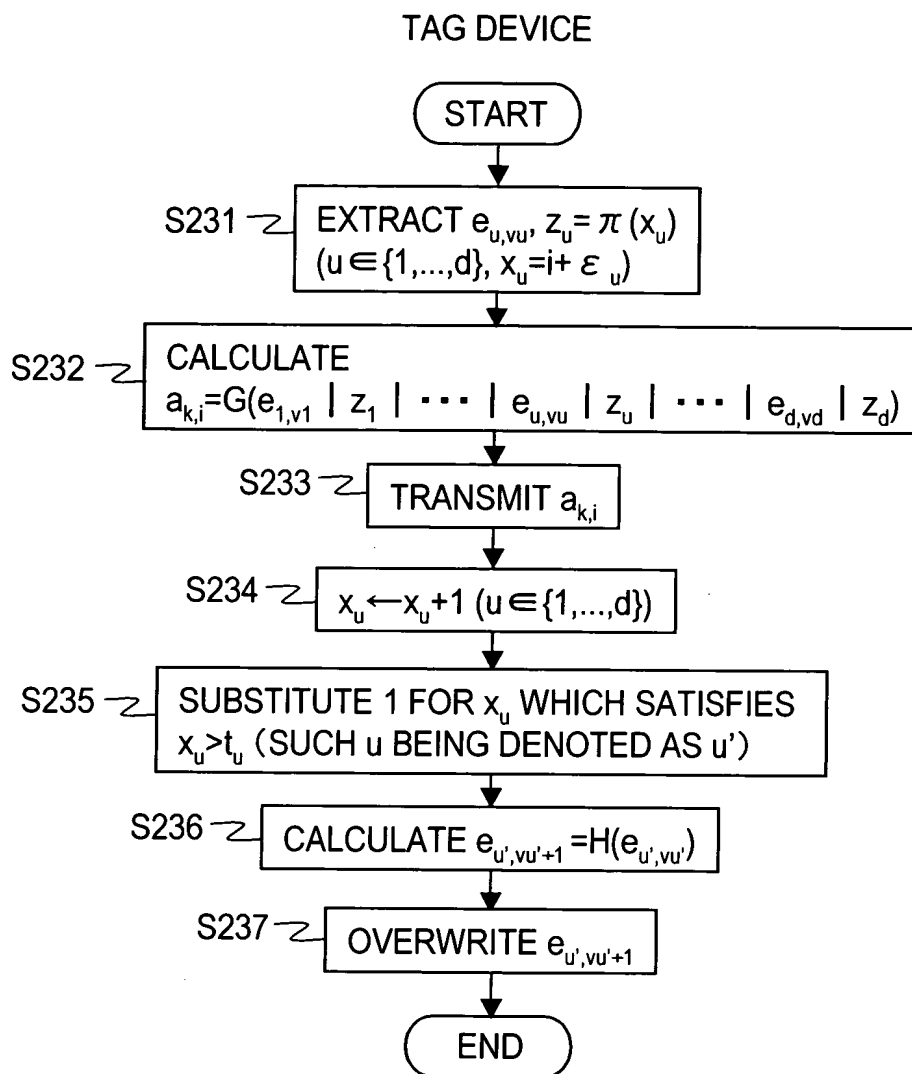 TAG DEVICE
START
S231
EXTRACT e_{u,vu}, z_u = π(x_u)
(u∈{1,...,d}, x_u=i+ ε_u)
S232
CALCULATE
a_{k,i}=G(e_{1,v1} | z_1 | ··· | e_{u,vu} | z_u | ··· | e_{d,vd} | z_d)
S233
TRANSMIT a_{k,i}
S234
x_u←x_u+1 (u∈{1,...,d})
S235
SUBSTITUTE 1 FOR x_u WHICH SATISFIES
x_u>t_u (SUCH u BEING DENOTED AS u')
S236
CALCULATE e_{u',vu'+1} =H(e_{u',vu'})
S237
OVERWRITE e_{u',vu'+1}
END